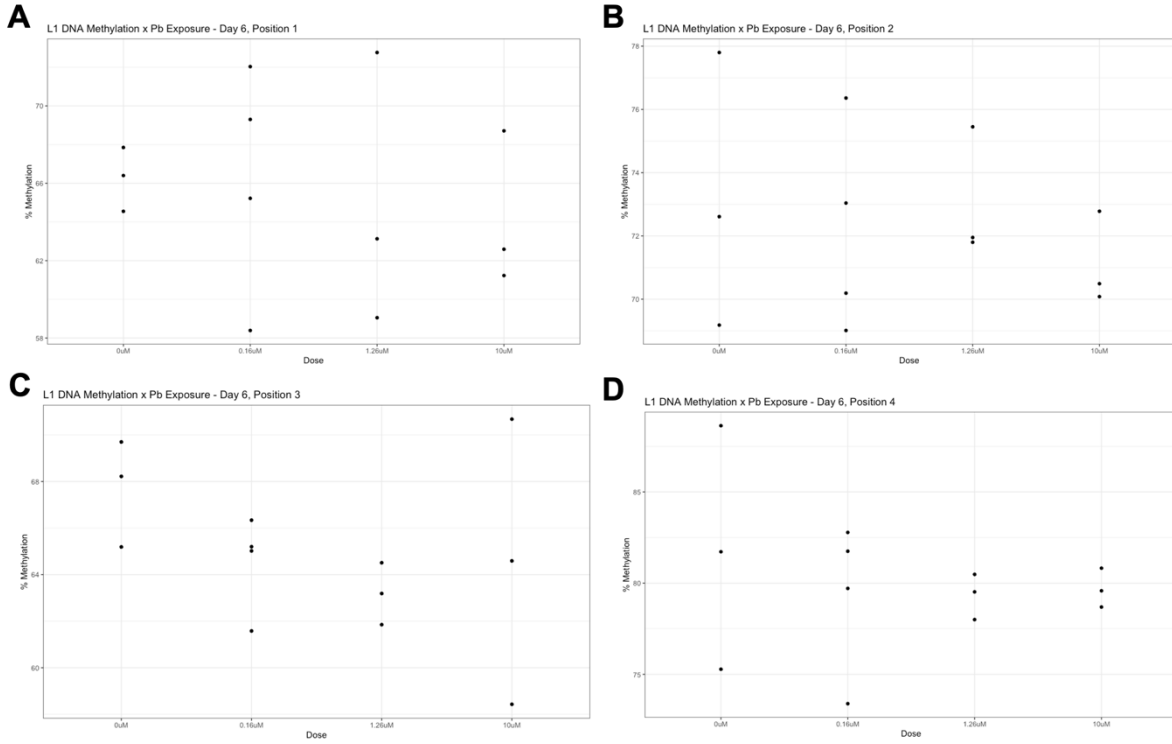 A
L1 DNA Methylation x Pb Exposure - Day 6, Position 1
% Methylation
70
66
62
58
0uM 0.16uM 1.26uM 10uM
Dose
B
L1 DNA Methylation x Pb Exposure - Day 6, Position 2
% Methylation
78
76
74
72
70
0uM 0.16uM 1.26uM 10uM
Dose
C
L1 DNA Methylation x Pb Exposure - Day 6, Position 3
% Methylation
68
64
60
0uM 0.16uM 1.26uM 10uM
Dose
D
L1 DNA Methylation x Pb Exposure - Day 6, Position 4
% Methylation
85
80
75
0uM 0.16uM 1.26uM 10uM
Dose